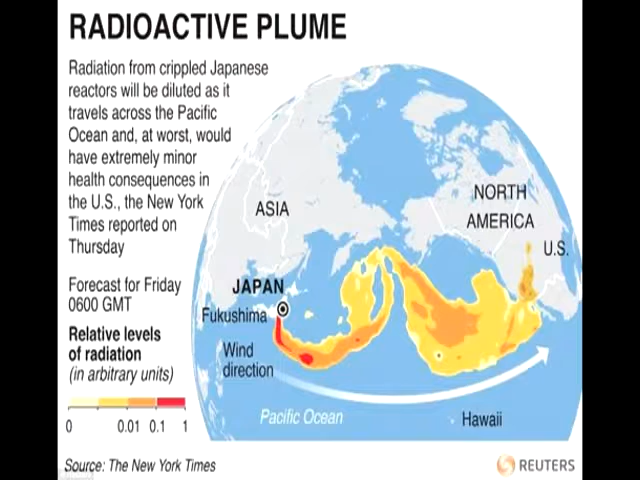 RADIOACTIVE PLUME
Radiation from crippled Japanese
reactors will be diluted as it
travels across the Pacific
Ocean and, at worst, would
have extremely minor
health consequences in
the U.S., the New York
Times reported on
Thursday
Forecast for Friday
0600 GMT
Relative levels
of radiation
(in arbitrary units)
0 0.01 0.1 1
ASIA
NORTH
AMERICA
U.S.
JAPAN
Fukushima
Wind
direction
Pacific Ocean
Hawaii
Source: The New York Times
REUTERS